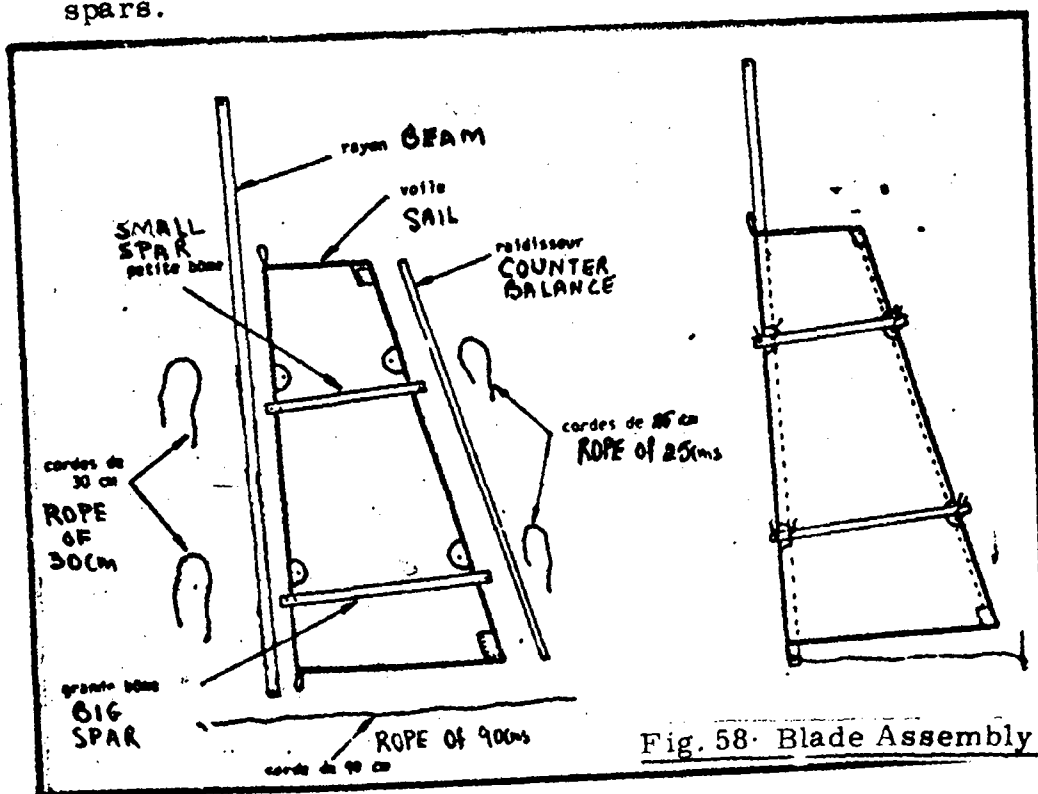 spars.
rayon BEAM
voile
SAIL
SMALL
SPAR
petite bôme
raidisseur
COUNTER
BALANCE
cordes de 25 cm
ROPE of 25cms
cordes de
30 cm
ROPE
OF
30cm
grande bôme
BIG
SPAR
ROPE of 90cms
corde de 90 cm
Fig. 58. Blade Assembly